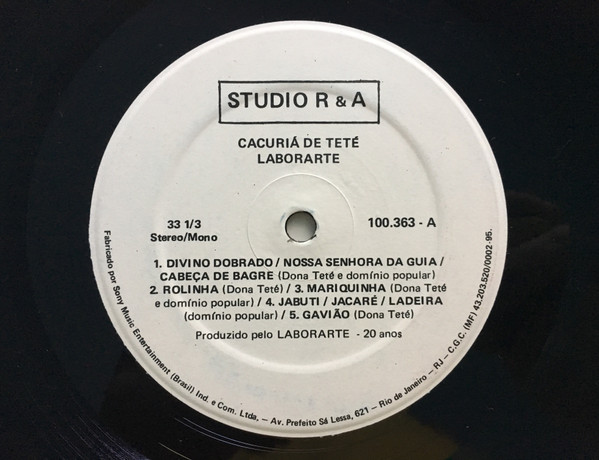 STUDIO R & A
CACURIÁ DE TETÉ
LABORARTE
33 1/3
Stereo/Mono
100.363 - A
1. DIVINO DOBRADO / NOSSA SENHORA DA GUIA /
CABEÇA DE BAGRE (Dona Teté e domínio popular)
2. ROLINHA (Dona Teté) / 3. MARIQUINHA (Dona Teté
e domínio popular) / 4. JABUTI / JACARÉ / LADEIRA
(domínio popular) / 5. GAVIÃO (Dona Teté)
Produzido pelo LABORARTE - 20 anos
Fabricado por Sony Music Entertainment (Brasil) Ind. e Com. Ltda, — Av. Prefeito Sá Lessa, 621 — Rio de Janeiro — RJ — C.G.C. (MF) 43.203.520/0002-95.